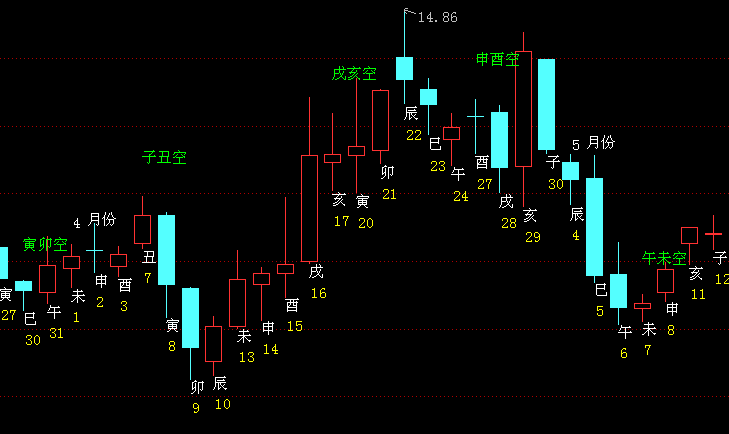 14.86
申酉空
戌亥空
子丑空
寅卯空
午未空
4 月份
5 月份
寅
27
巳
30
午
31
未
1
申
2
酉
3
丑
7
寅
8
卯
9
辰
10
未
13
申
14
酉
15
戌
16
亥
17
寅
20
卯
21
辰
22
巳
23
午
24
酉
27
戌
28
亥
29
子
30
辰
4
巳
5
午
6
未
7
申
8
亥
11
子
12